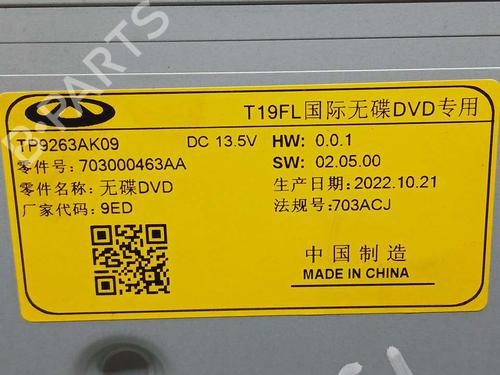 T19FL国际无碟DVD专用
TP9263AK09 DC 13.5V HW: 0.0.1
零件号: 703000463AA SW: 02.05.00
零件名称: 无碟DVD 生产日期: 2022.10.21
厂家代码: 9ED 法规号: 703ACJ
中国制造
MADE IN CHINA
B-PARTS